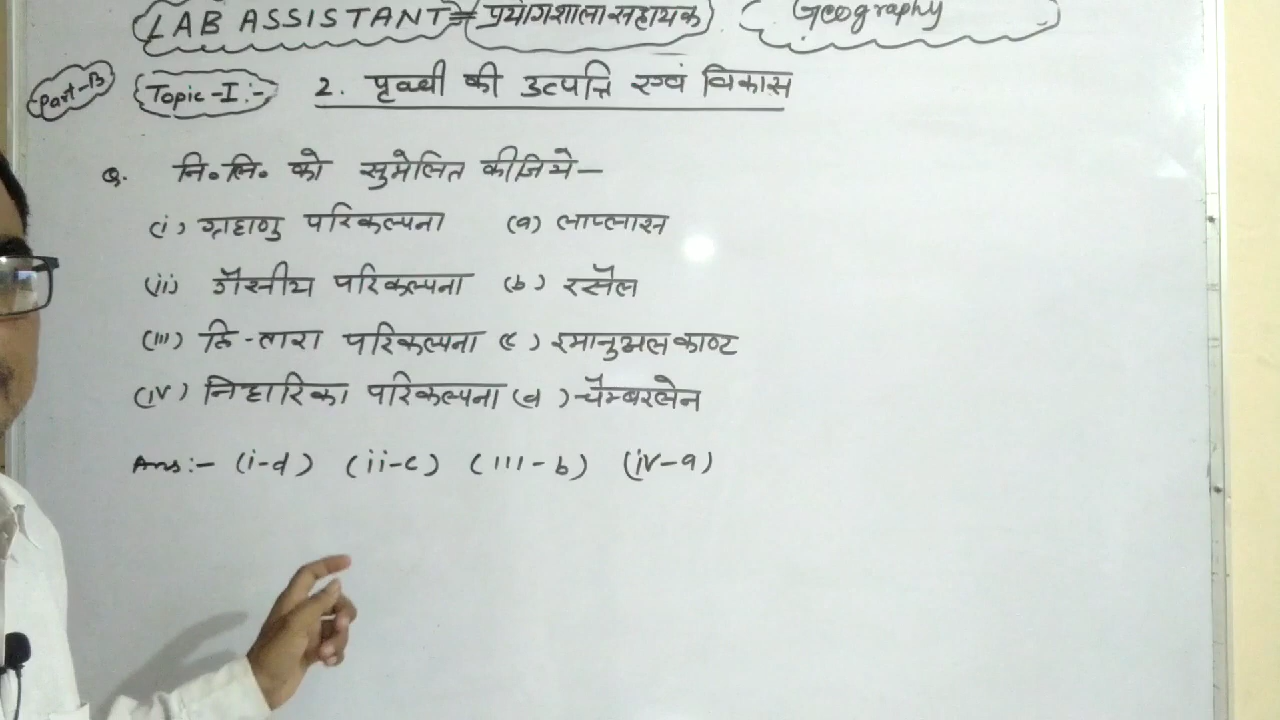 LAB ASSISTANT = प्रयोगशाला सहायक Geography
Part-B Topic-I:- 2. पृथ्वी की उत्पत्ति एवं विकास
Q. नि॰लि॰ को सुमेलित कीजिये–
(i) ग्रहाणु परिकल्पना (a) लाप्लास
(ii) गैसीय परिकल्पना (b) रसैल
(iii) द्वि-तारा परिकल्पना (c) इमानुअल काण्ट
(iv) निहारिका परिकल्पना (d) चैम्बरलेन
Ans:- (i-d) (ii-c) (iii-b) (iv-a)